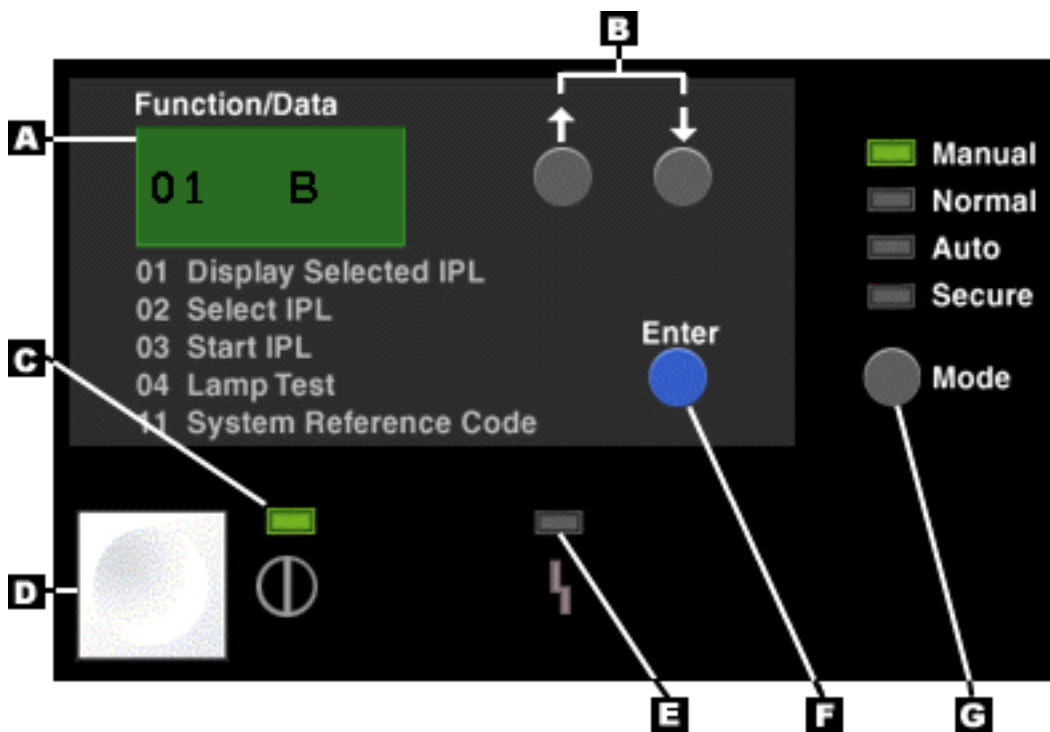 B
Function/Data
A
01 B
Manual
Normal
Auto
Secure
01 Display Selected IPL
02 Select IPL
03 Start IPL
04 Lamp Test
11 System Reference Code
Enter
Mode
C
D
E
F
G